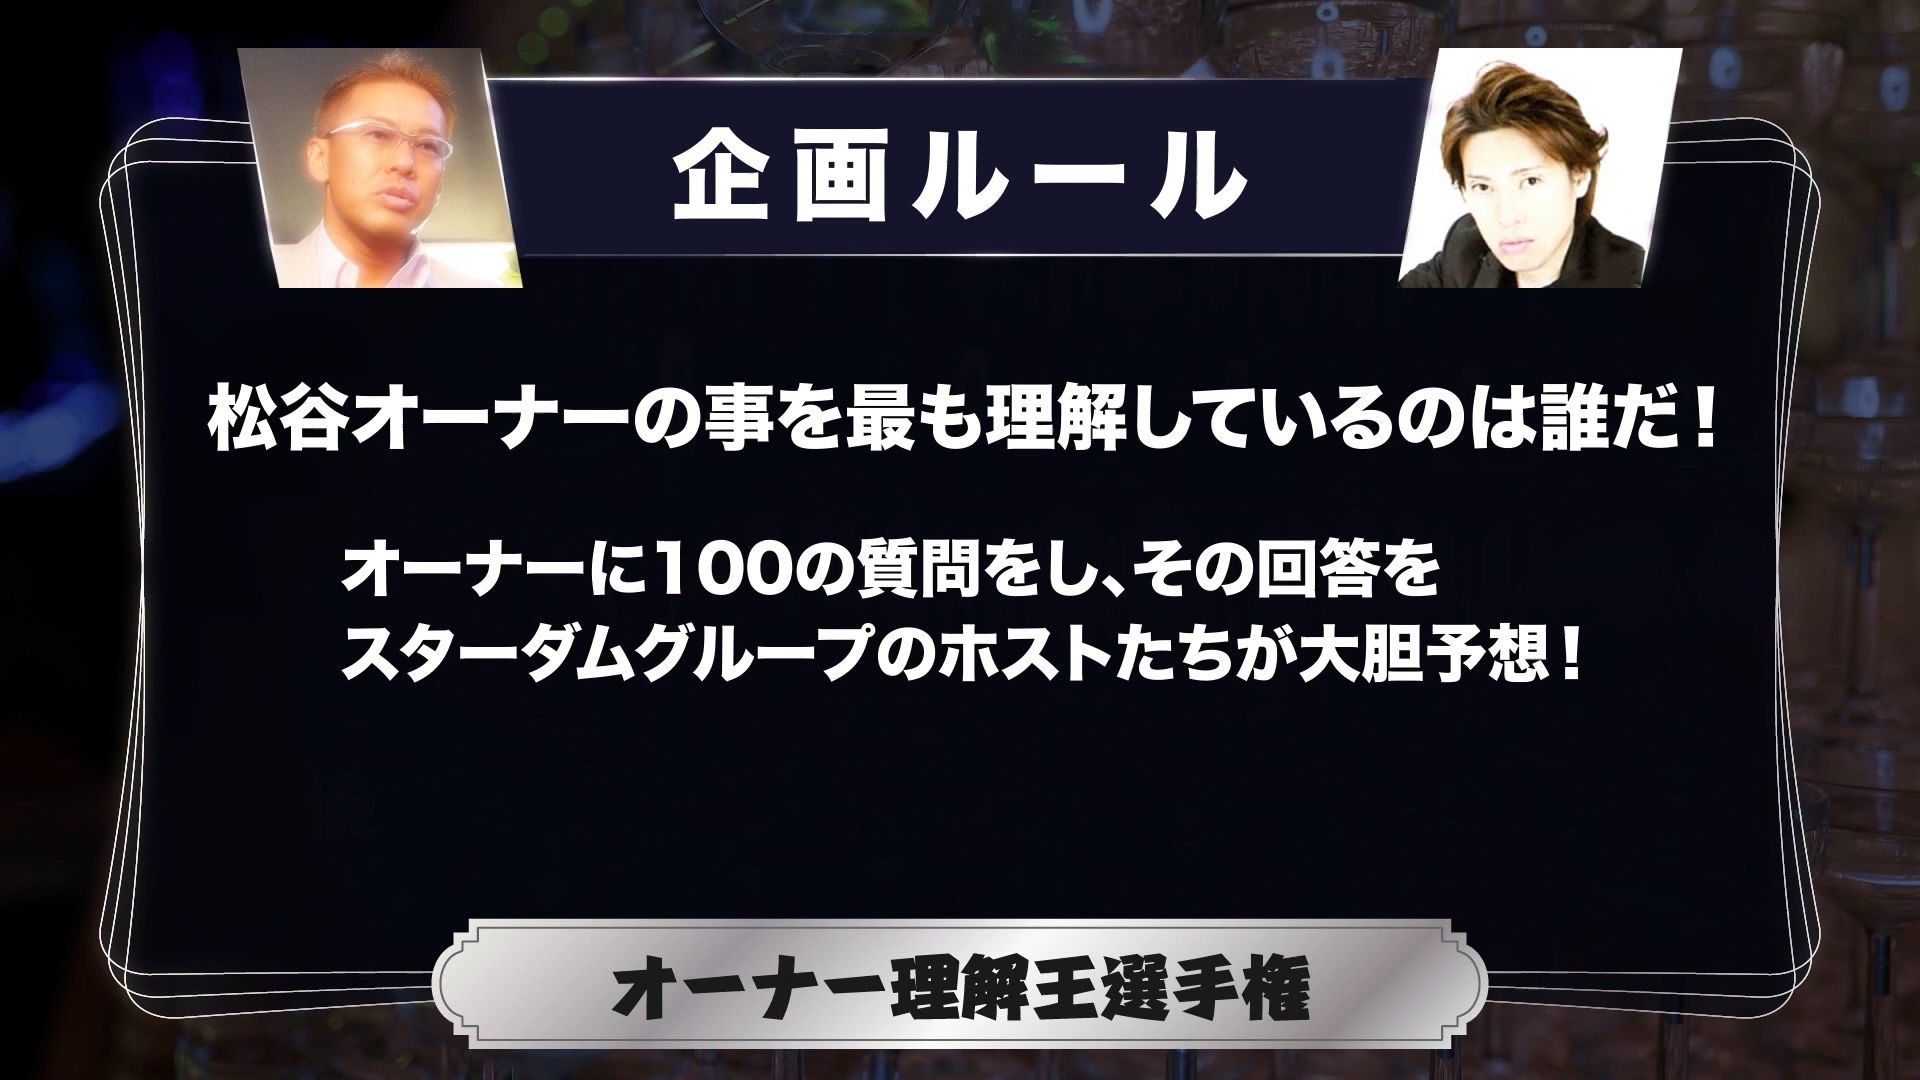 企画ルール
松谷オーナーの事を最も理解しているのは誰だ！
オーナーに100の質問をし、その回答を
スターダムグループのホストたちが大胆予想！
オーナー理解王選手権